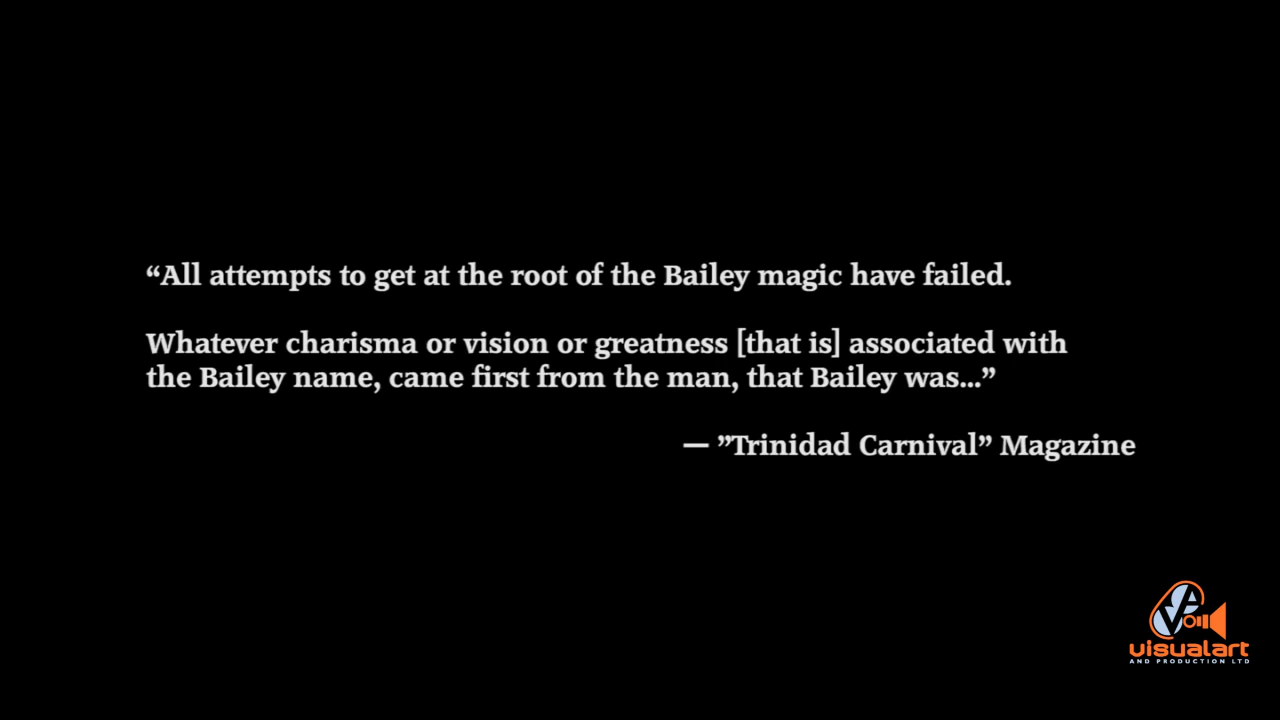 “All attempts to get at the root of the Bailey magic have failed.
Whatever charisma or vision or greatness [that is] associated with
the Bailey name, came first from the man, that Bailey was...”
— ”Trinidad Carnival” Magazine
VA
visualart
AND PRODUCTION LTD